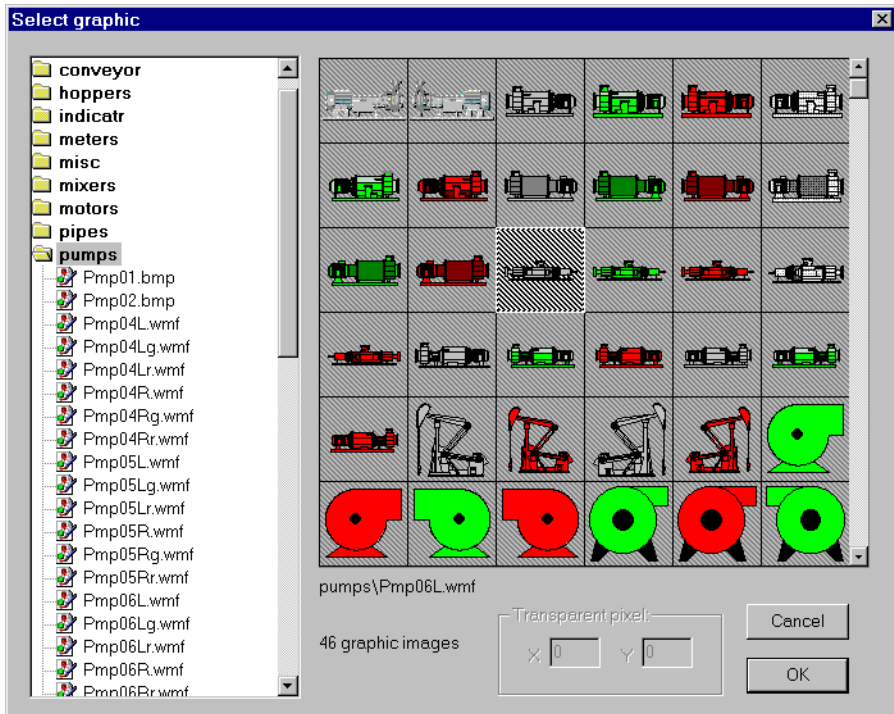 Select graphic
conveyor
hoppers
indicatr
meters
misc
mixers
motors
pipes
pumps
Pmp01.bmp
Pmp02.bmp
Pmp04L.wmf
Pmp04Lg.wmf
Pmp04Lr.wmf
Pmp04R.wmf
Pmp04Rg.wmf
Pmp04Rr.wmf
Pmp05L.wmf
Pmp05Lg.wmf
Pmp05Lr.wmf
Pmp05R.wmf
Pmp05Rg.wmf
Pmp05Rr.wmf
Pmp06L.wmf
Pmp06Lg.wmf
Pmp06Lr.wmf
Pmp06R.wmf
Pmp06Rr.wmf
pumps\Pmp06L.wmf
46 graphic images
Transparent pixel:
X 0 Y 0
Cancel
OK